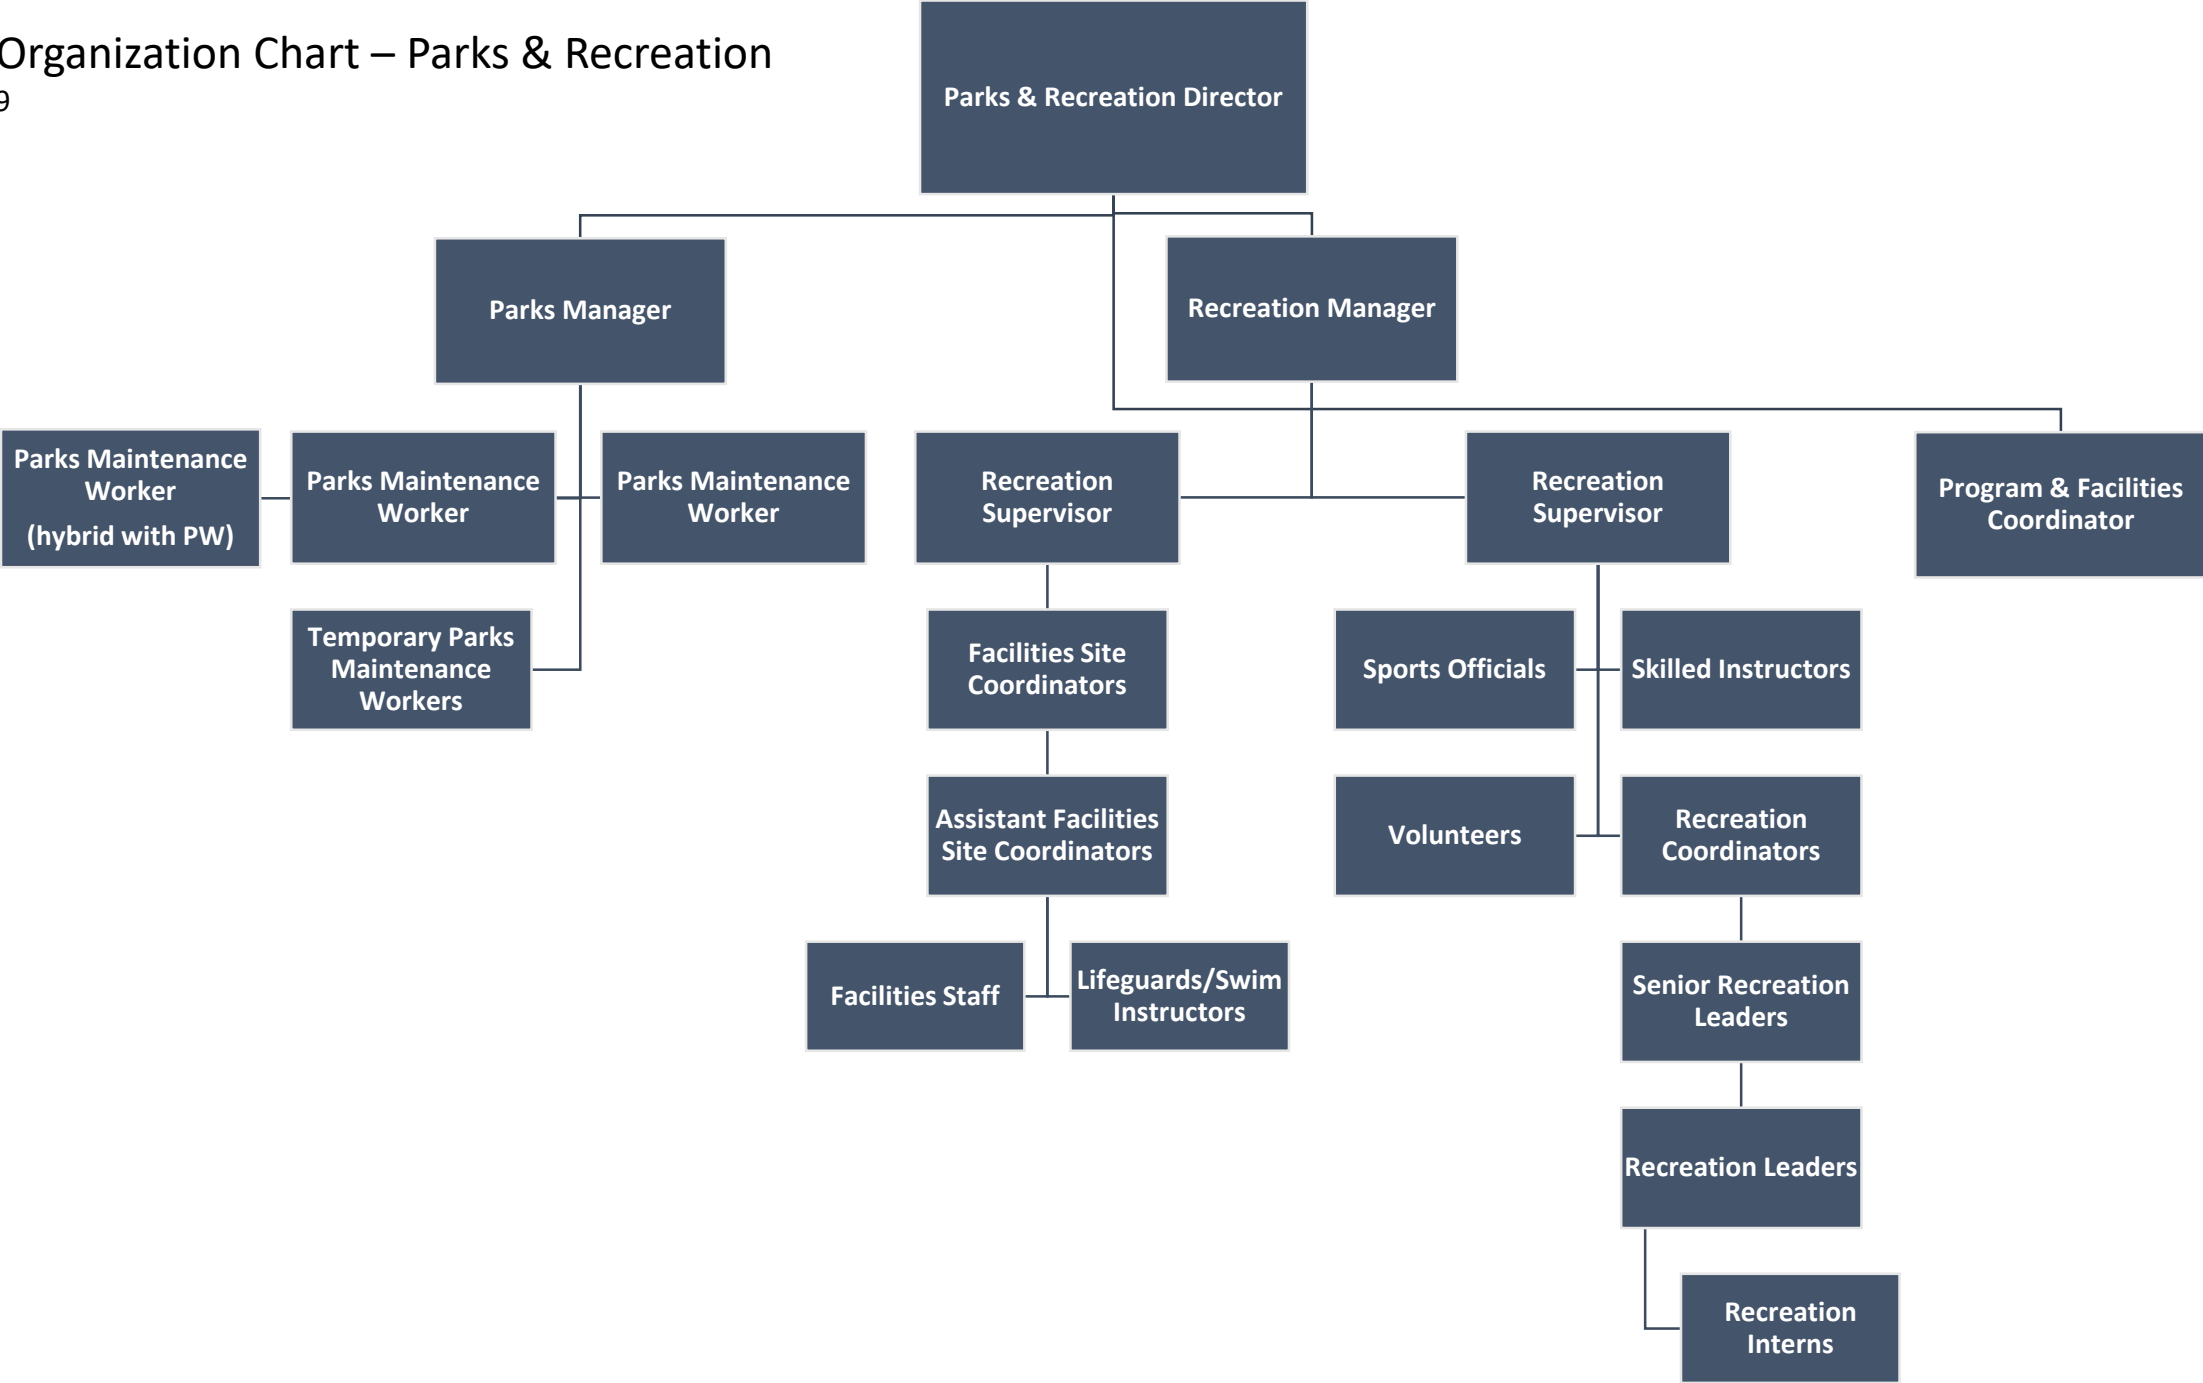 Organization Chart – Parks & Recreation
9
Parks & Recreation Director
Parks Manager
Recreation Manager
Parks Maintenance
Worker
(hybrid with PW)
Parks Maintenance
Worker
Parks Maintenance
Worker
Recreation
Supervisor
Recreation
Supervisor
Program & Facilities
Coordinator
Temporary Parks
Maintenance
Workers
Facilities Site
Coordinators
Sports Officials
Skilled Instructors
Assistant Facilities
Site Coordinators
Volunteers
Recreation
Coordinators
Facilities Staff
Lifeguards/Swim
Instructors
Senior Recreation
Leaders
Recreation Leaders
Recreation
Interns